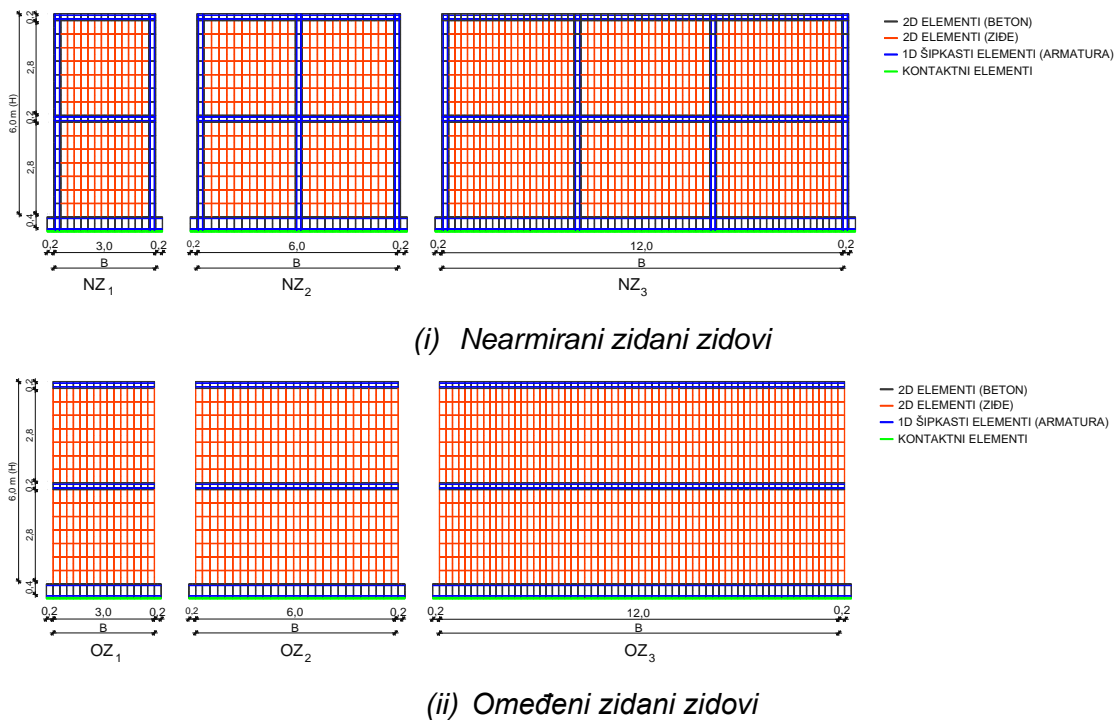 0,2
2,8
0,2
6,0 m (H)
2,8
0,4
0,2 3,0 0,2
B
NZ1
0,2 6,0 0,2
B
NZ2
0,2 12,0 0,2
B
NZ3
2D ELEMENTI (BETON)
2D ELEMENTI (ZIĐE)
1D ŠIPKASTI ELEMENTI (ARMATURA)
KONTAKTNI ELEMENTI
(i) Nearmirani zidani zidovi
0,2
2,8
0,2
6,0 m (H)
2,8
0,4
0,2 3,0 0,2
B
OZ1
0,2 6,0 0,2
B
OZ2
0,2 12,0 0,2
B
OZ3
2D ELEMENTI (BETON)
2D ELEMENTI (ZIĐE)
1D ŠIPKASTI ELEMENTI (ARMATURA)
KONTAKTNI ELEMENTI
(ii) Omeđeni zidani zidovi